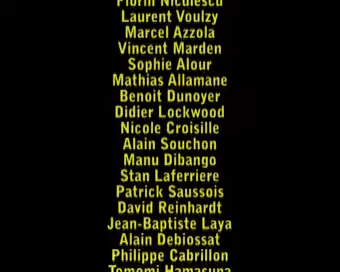 Florin Niculescu
Laurent Voulzy
Marcel Azzola
Vincent Marden
Sophie Alour
Mathias Allamane
Benoit Dunoyer
Didier Lockwood
Nicole Croisille
Alain Souchon
Manu Dibango
Stan Laferriere
Patrick Saussois
David Reinhardt
Jean-Baptiste Laya
Alain Debiossat
Philippe Cabrillon
Tomomi Hamasuna